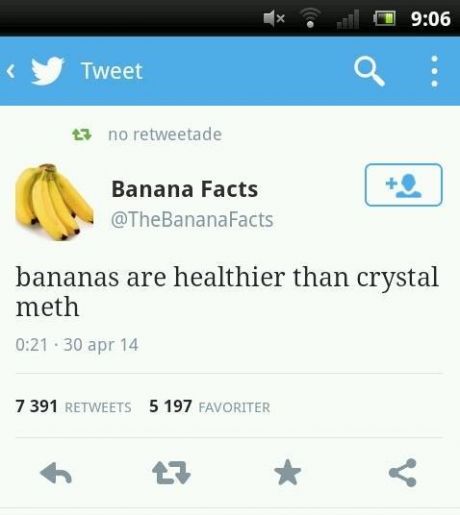 9:06
Tweet
no retweetade
Banana Facts
@TheBananaFacts
bananas are healthier than crystal
meth
0:21 · 30 apr 14
7 391 RETWEETS 5 197 FAVORITER